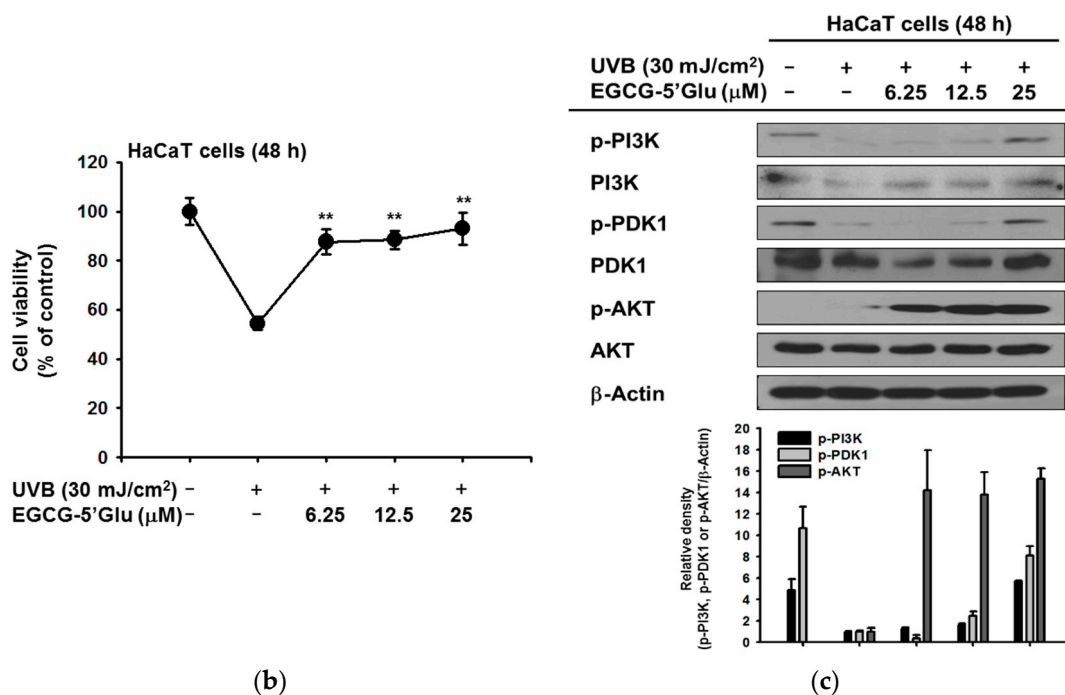 HaCaT cells (48 h)
120
100
80
60
40
20
0
Cell viability
(% of control)
** ** **
UVB (30 mJ/cm²) − + + + +
EGCG-5'Glu (μM) − − 6.25 12.5 25
(b)
HaCaT cells (48 h)
UVB (30 mJ/cm²) − + + + +
EGCG-5'Glu (μM) − − 6.25 12.5 25
p-PI3K
PI3K
p-PDK1
PDK1
p-AKT
AKT
β-Actin
20
18
16
14
12
10
8
6
4
2
0
Relative density
(p-PI3K, p-PDK1 or p-AKT/β-Actin)
p-PI3K
p-PDK1
p-AKT
(c)